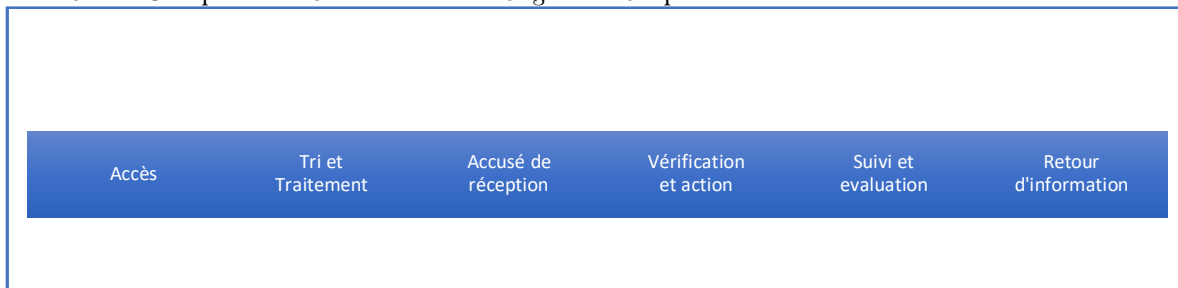 Accès
Tri et
Traitement
Accusé de
réception
Vérification
et action
Suivi et
evaluation
Retour
d'information